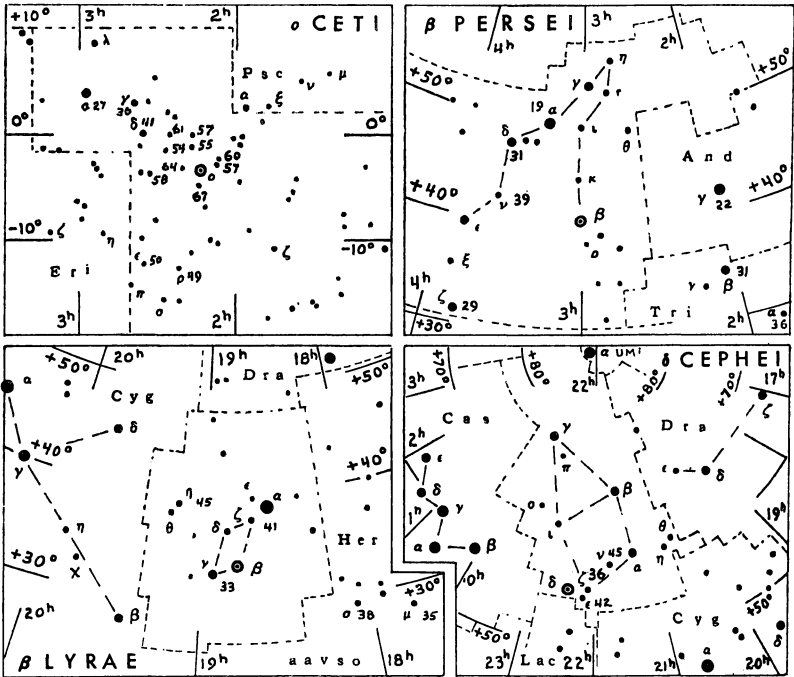 +10° 3h 2h ο CETI
λ
Psc μ
ν
α ξ
α 27 γ
36
δ 41 61 57
0° 0°
54 55
64 60
58 57
ο
67
-10° -10°
ζ η ζ
ε 50 ρ 49
Eri
π
σ
3h 2h
β PERSEI 3h
4h 2h
η
+50° γ +50°
19 α τ
δ ι
31 θ And
κ
+40° ν 39 γ +40°
ε 22
β
ξ ρ
31
4h ζ γ β
29 α
+30° 3h Tri 2h 36
20h 19h 18h
+50° Dra +50°
α Cyg
+40° δ
γ +40°
η 45 ε α
θ ζ 41
η δ Her
+30° χ γ β
33 +30°
20h β σ 38 μ 35
β LYRAE 19h aavso 18h
+70° +80° α UMi δ CEPHEI
3h 22h +80° +70° 17h
Cas Dra ζ
2h γ
ε π ε δ
δ β
1h γ ο 19h
ι θ
α β ν 45 η
0h 36 α
δ ζ
ε 42 Cyg +50°
+50° α δ
23h Lac 22h 21h 20h